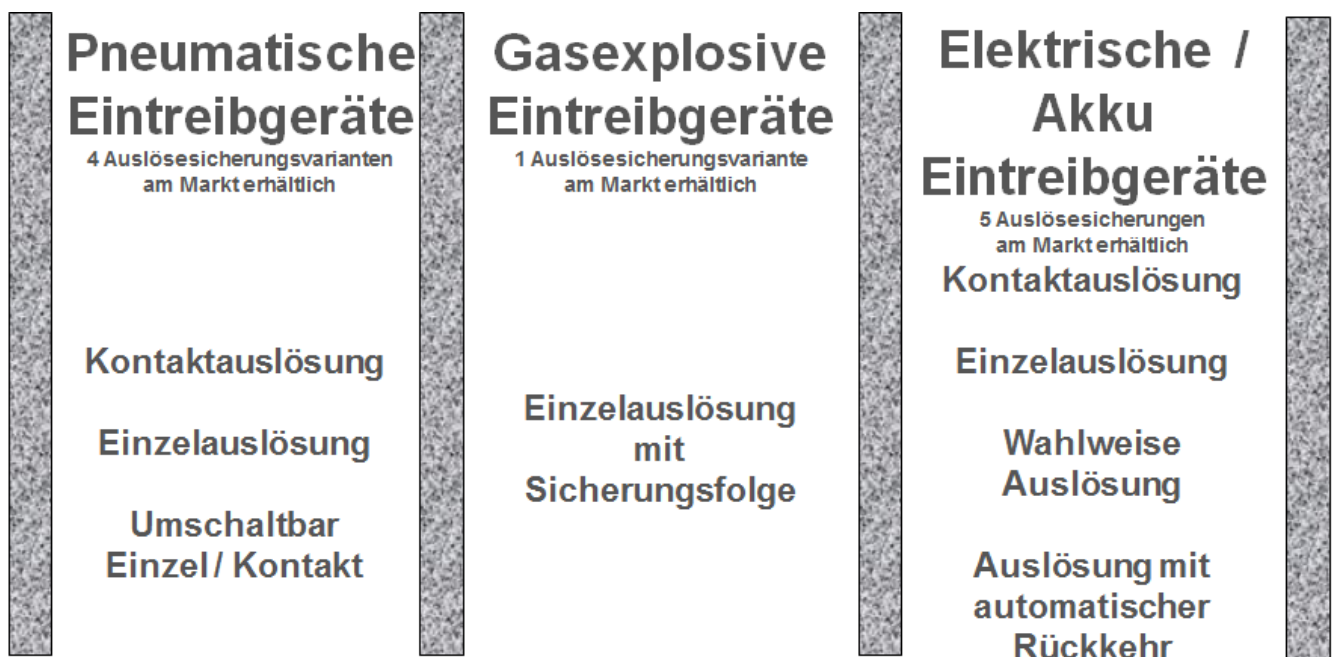 Pneumatische
Eintreibgeräte
4 Auslösesicherungsvarianten
am Markt erhältlich
Kontaktauslösung
Einzelauslösung
Umschaltbar
Einzel / Kontakt
Gasexplosive
Eintreibgeräte
1 Auslösesicherungsvariante
am Markt erhältlich
Einzelauslösung
mit
Sicherungsfolge
Elektrische /
Akku
Eintreibgeräte
5 Auslösesicherungen
am Markt erhältlich
Kontaktauslösung
Einzelauslösung
Wahlweise
Auslösung
Auslösung mit
automatischer
Rückkehr